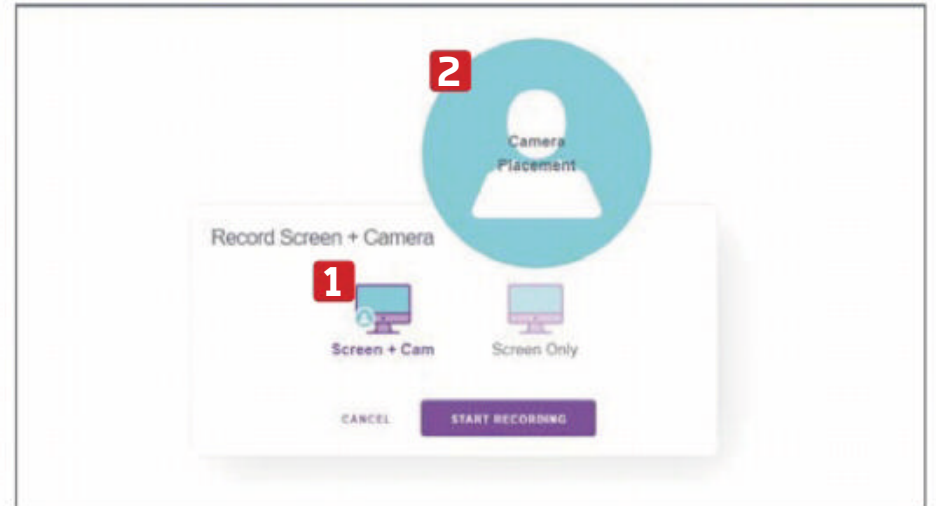 2
Camera
Placement
Record Screen + Camera
1
Screen + Cam
Screen Only
CANCEL
START RECORDING